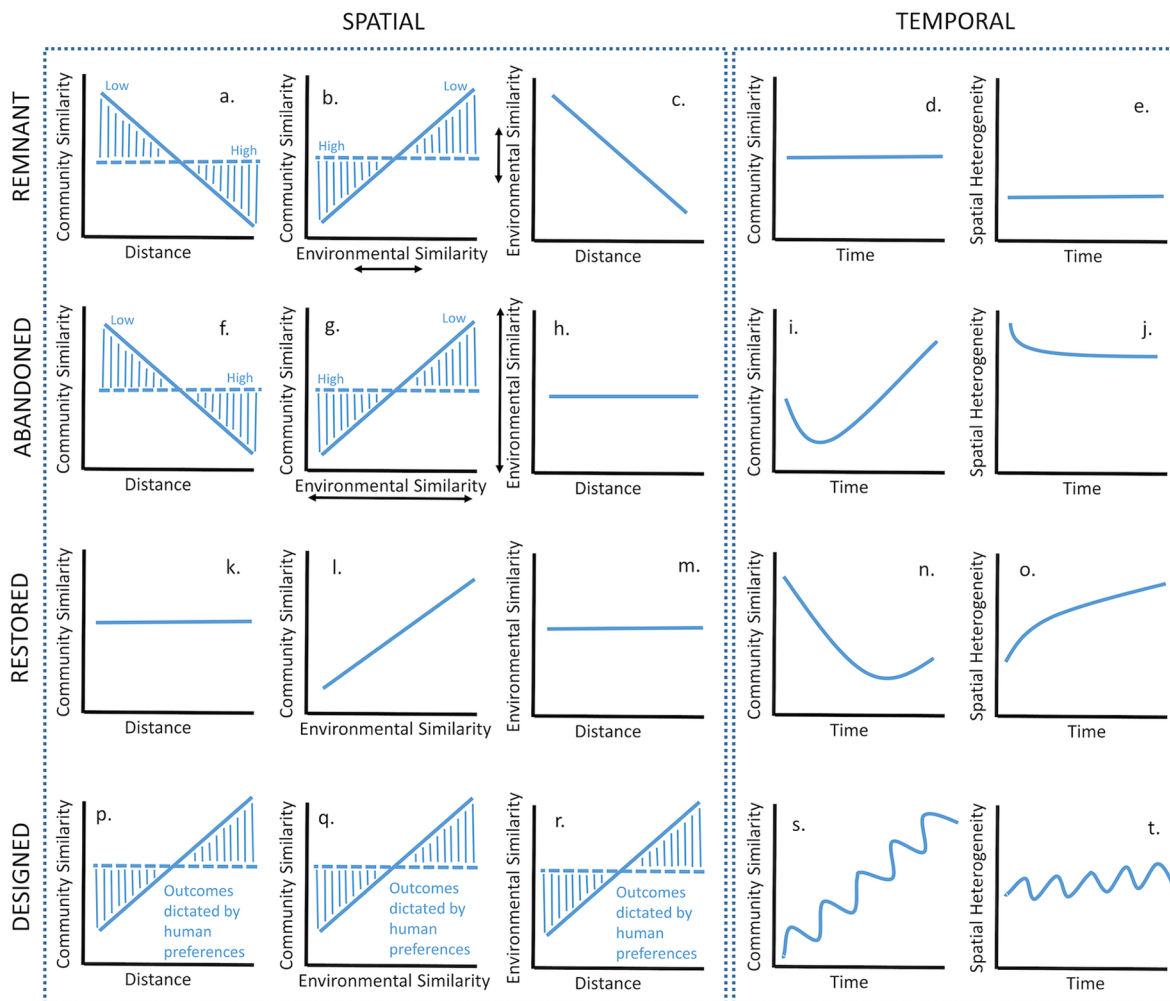 SPATIAL
TEMPORAL
REMNANT
Community Similarity
Low
a.
High
Distance
Community Similarity
b.
Low
High
Environmental Similarity
Environmental Similarity
c.
Distance
Community Similarity
d.
Time
Spatial Heterogeneity
e.
Time
ABANDONED
Community Similarity
Low
f.
High
Distance
Community Similarity
g.
Low
High
Environmental Similarity
Environmental Similarity
h.
Distance
Community Similarity
i.
Time
Spatial Heterogeneity
j.
Time
RESTORED
Community Similarity
k.
Distance
Community Similarity
l.
Environmental Similarity
Environmental Similarity
m.
Distance
Community Similarity
n.
Time
Spatial Heterogeneity
o.
Time
DESIGNED
Community Similarity
p.
Outcomes
dictated by
human
preferences
Distance
Community Similarity
q.
Outcomes
dictated by
human
preferences
Environmental Similarity
Environmental Similarity
r.
Outcomes
dictated by
human
preferences
Distance
Community Similarity
s.
Time
Spatial Heterogeneity
t.
Time